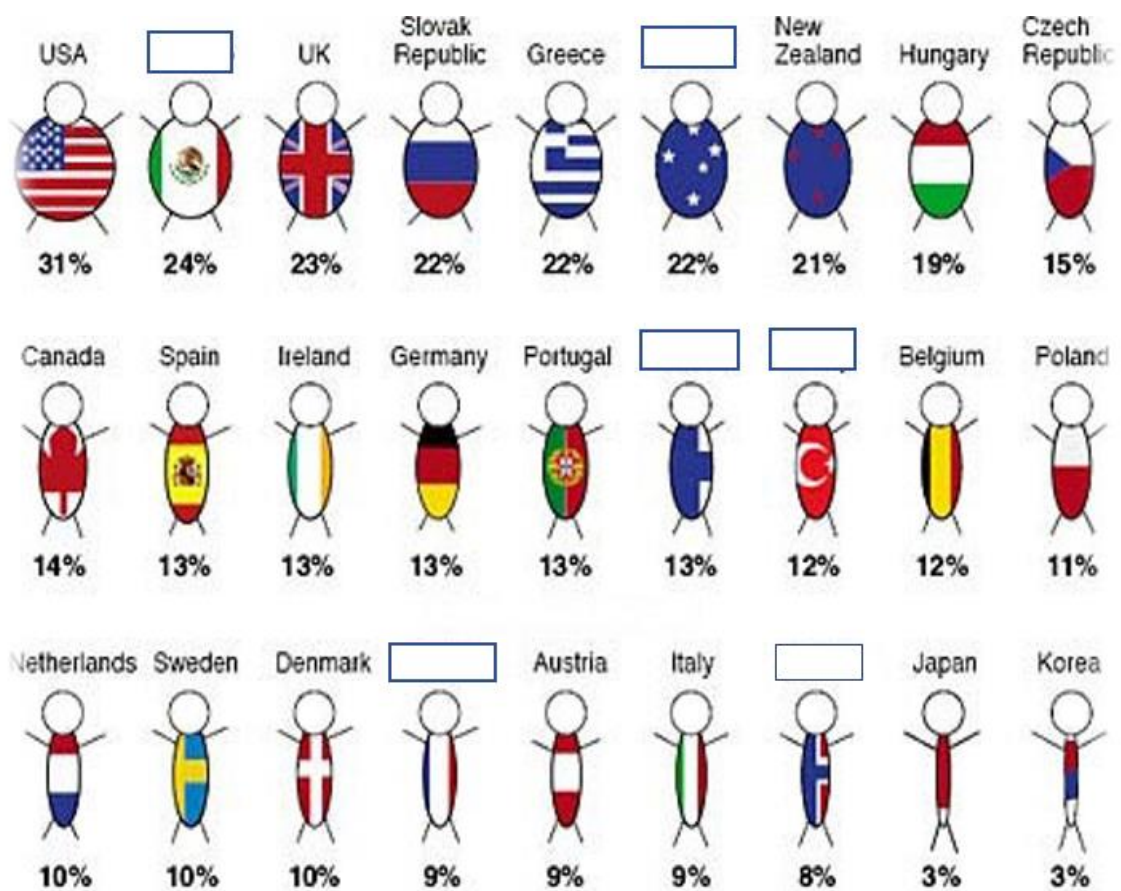 USA
UK
Slovak
Republic
Greece
New
Zealand
Hungary
Czech
Republic
31%
24%
23%
22%
22%
22%
21%
19%
15%
Canada
Spain
Ireland
Germany
Portugal
Belgium
Poland
14%
13%
13%
13%
13%
13%
12%
12%
11%
Netherlands
Sweden
Denmark
Austria
Italy
Japan
Korea
10%
10%
10%
9%
9%
9%
8%
3%
3%